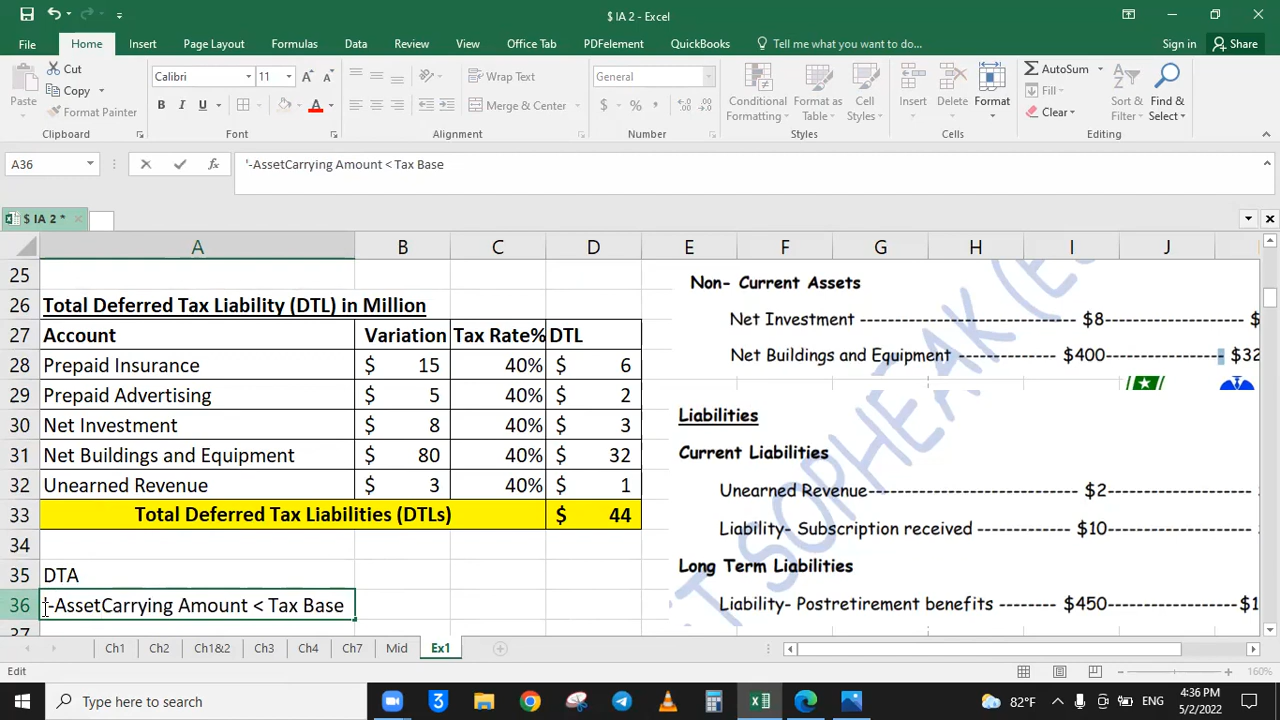 $ IA 2 - Excel
File Home Insert Page Layout Formulas Data Review View Office Tab PDFelement QuickBooks Tell me what you want to do... Sign in Share
Paste Cut Copy Format Painter
Calibri 11 A A
B I U A
Wrap Text
Merge & Center
General
$ %
Conditional Formatting Format as Table Cell Styles
Insert Delete Format
AutoSum Fill Clear
Sort & Filter Find & Select
Clipboard Font Alignment Number Styles Cells Editing
A36 fx '-AssetCarrying Amount < Tax Base
$ IA 2 *
A B C D E F G H I J
25
26 Total Deferred Tax Liability (DTL) in Million
27 Account Variation Tax Rate% DTL
28 Prepaid Insurance $ 15 40% $ 6
29 Prepaid Advertising $ 5 40% $ 2
30 Net Investment $ 8 40% $ 3
31 Net Buildings and Equipment $ 80 40% $ 32
32 Unearned Revenue $ 3 40% $ 1
33 Total Deferred Tax Liabilities (DTLs) $ 44
34
35 DTA
36 '-AssetCarrying Amount < Tax Base
37
Non- Current Assets
Net Investment ---------------------------------$8-------------------------$
Net Buildings and Equipment --------------$400----------------------$32
Liabilities
Current Liabilities
Unearned Revenue--------------------------------$2-------------------------
Liability- Subscription received ----------------$10------------------------
Long Term Liabilities
Liability- Postretirement benefits --------$450-----------------------$1
SOPHEAK (E
Ch1 Ch2 Ch1&2 Ch3 Ch4 Ch7 Mid Ex1
Edit 160%
Type here to search
82°F ENG 4:36 PM
5/2/2022